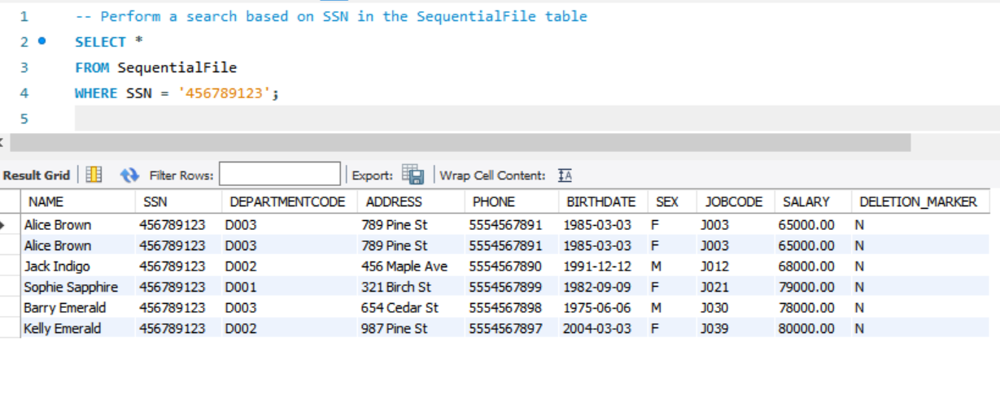 1 -- Perform a search based on SSN in the SequentialFile table
2 SELECT *
3 FROM SequentialFile
4 WHERE SSN = '456789123';
5
Result Grid Filter Rows: Export: Wrap Cell Content: IA
NAME SSN DEPARTMENTCODE ADDRESS PHONE BIRTHDATE SEX JOBCODE SALARY DELETION_MARKER
Alice Brown 456789123 D003 789 Pine St 5554567891 1985-03-03 F J003 65000.00 N
Alice Brown 456789123 D003 789 Pine St 5554567891 1985-03-03 F J003 65000.00 N
Jack Indigo 456789123 D002 456 Maple Ave 5554567890 1991-12-12 M J012 68000.00 N
Sophie Sapphire 456789123 D001 321 Birch St 5554567899 1982-09-09 F J021 79000.00 N
Barry Emerald 456789123 D003 654 Cedar St 5554567898 1975-06-06 M J030 78000.00 N
Kelly Emerald 456789123 D002 987 Pine St 5554567897 2004-03-03 F J039 80000.00 N